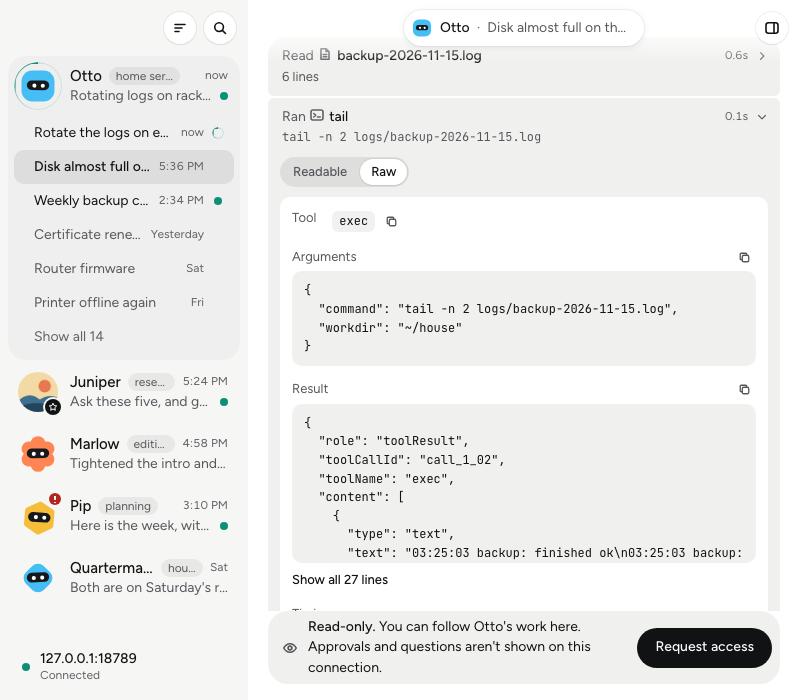 Otto home ser... now
Rotating logs on rack...
Rotate the logs on e... now
Disk almost full o... 5:36 PM
Weekly backup c... 2:34 PM
Certificate rene... Yesterday
Router firmware Sat
Printer offline again Fri
Show all 14
Juniper rese... 5:24 PM
Ask these five, and g...
Marlow editi... 4:58 PM
Tightened the intro and...
Pip planning 3:10 PM
Here is the week, wit...
Quarterma... hou... Sat
Both are on Saturday's r...
127.0.0.1:18789
Connected
Otto · Disk almost full on th...
Read backup-2026-11-15.log 0.6s
6 lines
Ran tail 0.1s
tail -n 2 logs/backup-2026-11-15.log
Readable Raw
Tool exec
Arguments
{
"command": "tail -n 2 logs/backup-2026-11-15.log",
"workdir": "~/house"
}
Result
{
"role": "toolResult",
"toolCallId": "call_1_02",
"toolName": "exec",
"content": [
{
"type": "text",
"text": "03:25:03 backup: finished ok\n03:25:03 backup:
Show all 27 lines
Read-only. You can follow Otto's work here.
Approvals and questions aren't shown on this
connection.
Request access